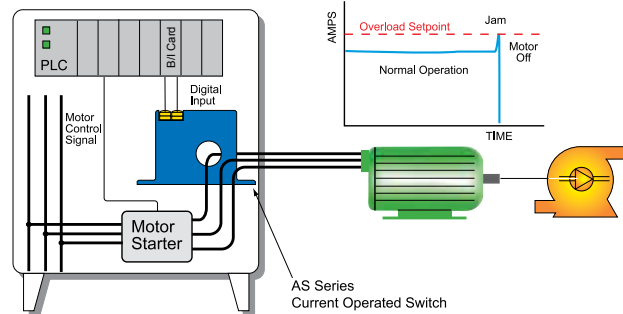 PLC
B/I Card
Digital
Input
Motor
Control
Signal
Motor
Starter
AS Series
Current Operated Switch
AMPS
Overload Setpoint
Jam
Motor
Off
Normal Operation
TIME